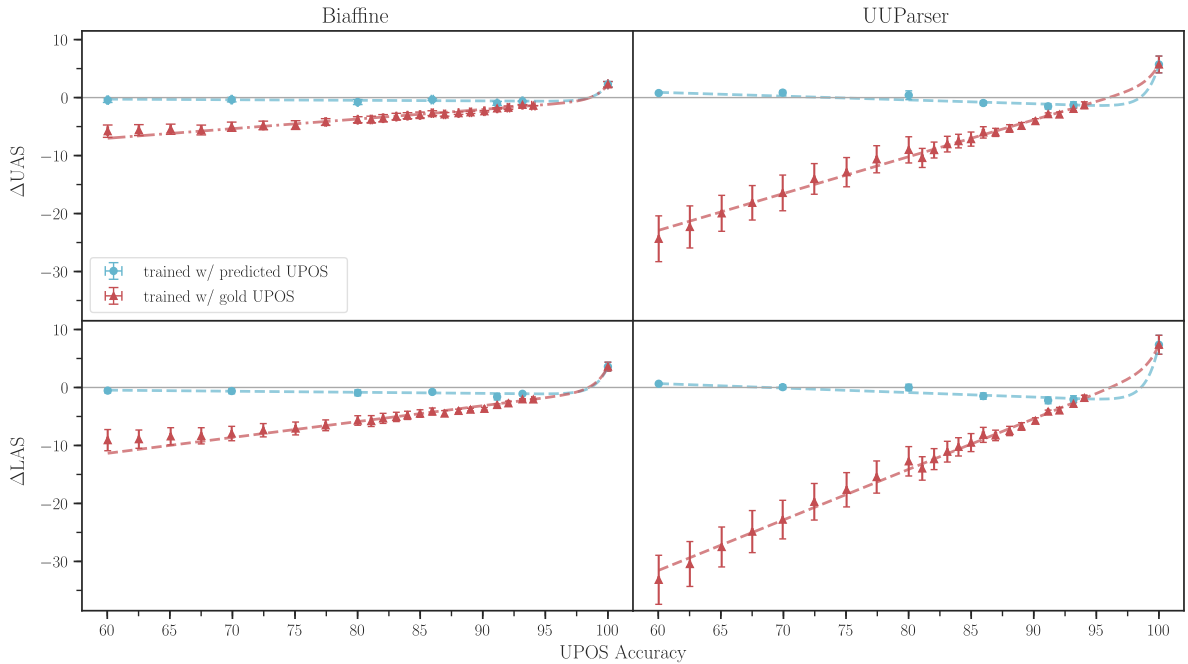 Biaffine
UUParser
10
0
−10
−20
−30
ΔUAS
trained w/ predicted UPOS
trained w/ gold UPOS
10
0
−10
−20
−30
ΔLAS
60 65 70 75 80 85 90 95 100
60 65 70 75 80 85 90 95 100
UPOS Accuracy